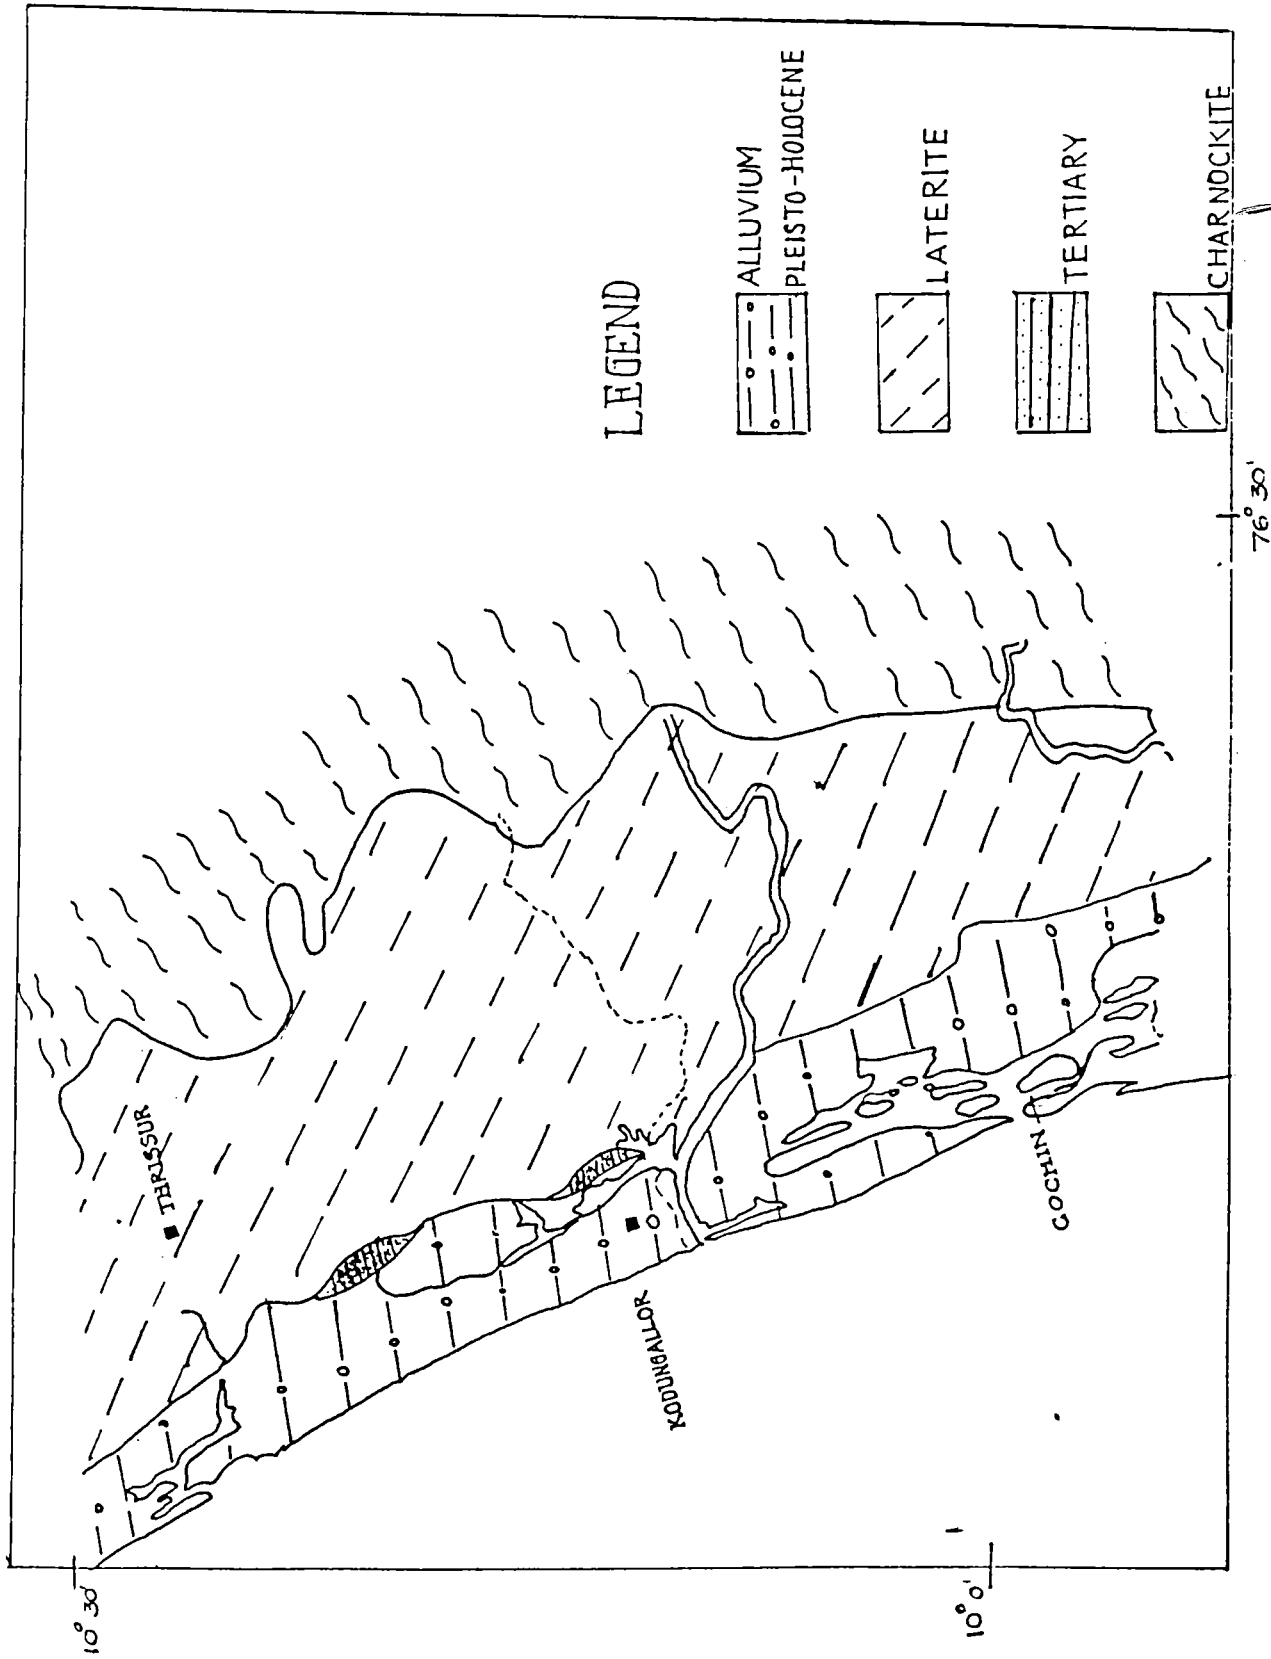 LEGEND
ALLUVIUM
PLEISTO-HOLOCENE
LATERITE
TERTIARY
CHARNOCKITE
THRISSUR
KODUNGALLOR
COCHIN
10° 30'
10° 0'
76° 30'